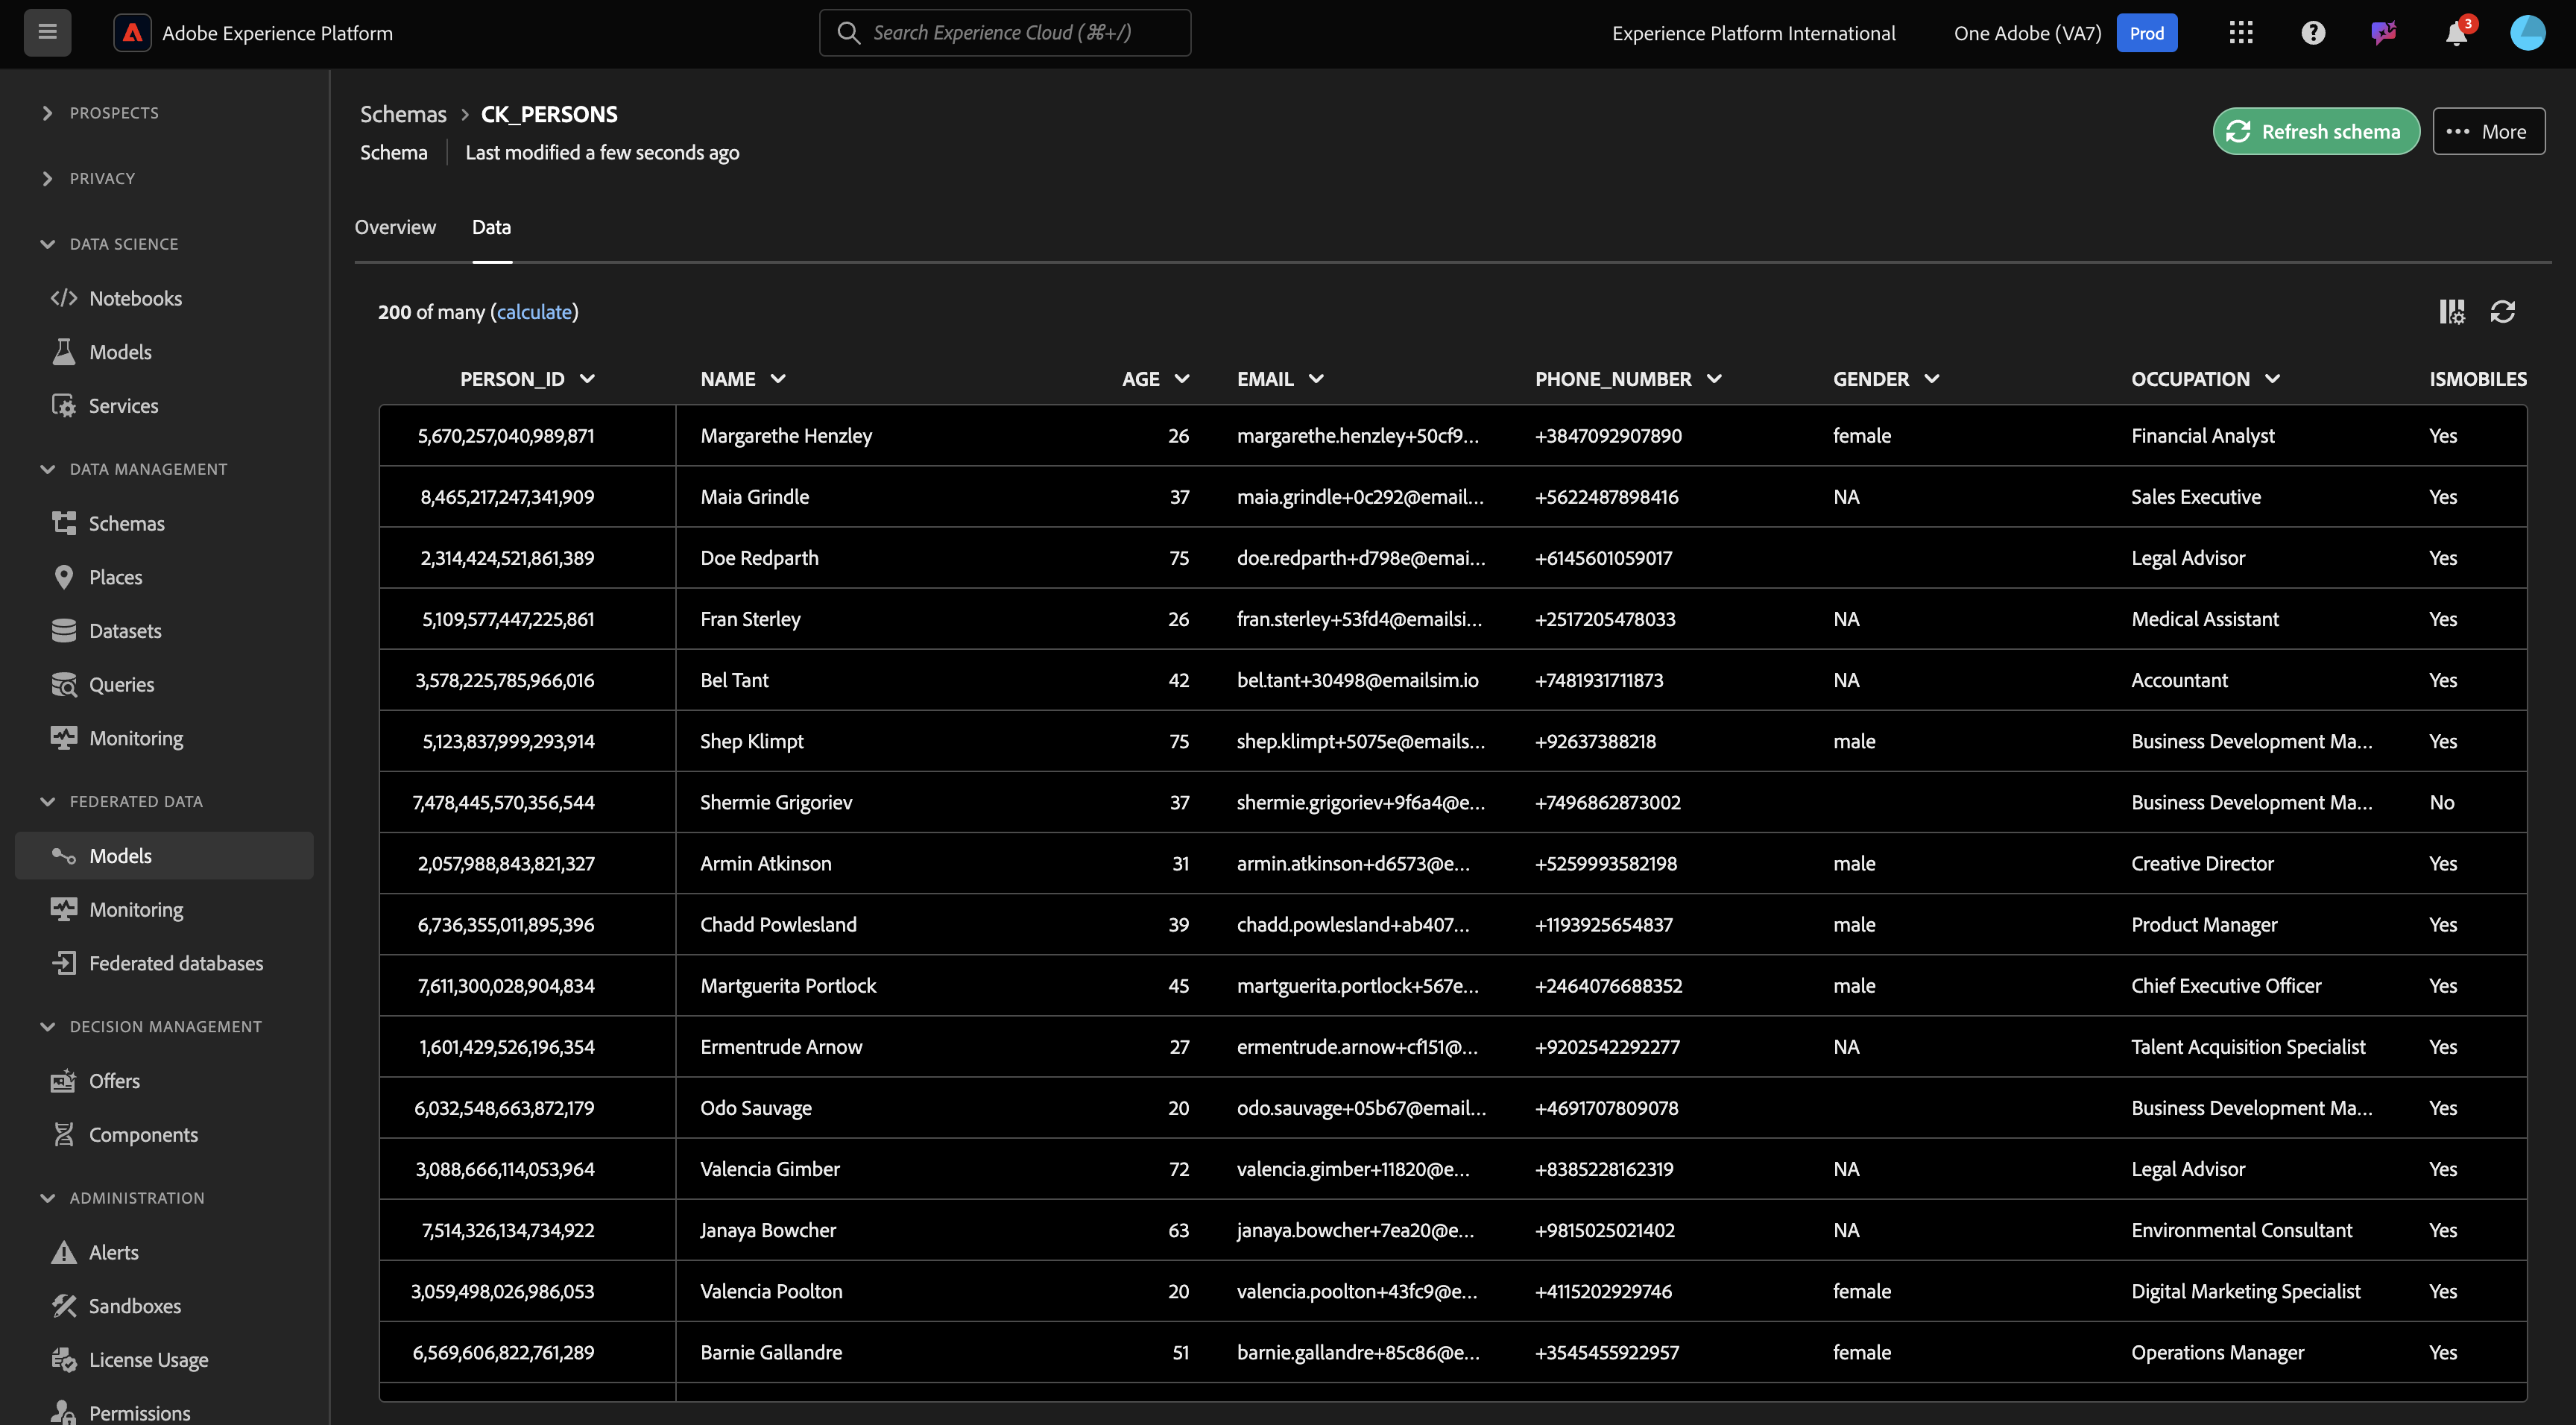 Adobe Experience Platform
Search Experience Cloud (⌘+/)
Experience Platform International
One Adobe (VA7)
Prod
3
PROSPECTS
PRIVACY
DATA SCIENCE
Notebooks
Models
Services
DATA MANAGEMENT
Schemas
Places
Datasets
Queries
Monitoring
FEDERATED DATA
Models
Monitoring
Federated databases
DECISION MANAGEMENT
Offers
Components
ADMINISTRATION
Alerts
Sandboxes
License Usage
Permissions
Schemas > CK_PERSONS
Schema | Last modified a few seconds ago
Refresh schema
••• More
Overview Data
200 of many (calculate)
PERSON_ID NAME AGE EMAIL PHONE_NUMBER GENDER OCCUPATION ISMOBILES
5,670,257,040,989,871 Margarethe Henzley 26 margarethe.henzley+50cf9... +3847092907890 female Financial Analyst Yes
8,465,217,247,341,909 Maia Grindle 37 maia.grindle+0c292@email... +5622487898416 NA Sales Executive Yes
2,314,424,521,861,389 Doe Redparth 75 doe.redparth+d798e@emai... +6145601059017 Legal Advisor Yes
5,109,577,447,225,861 Fran Sterley 26 fran.sterley+53fd4@emailsi... +2517205478033 NA Medical Assistant Yes
3,578,225,785,966,016 Bel Tant 42 bel.tant+30498@emailsim.io +7481931711873 NA Accountant Yes
5,123,837,999,293,914 Shep Klimpt 75 shep.klimpt+5075e@emails... +92637388218 male Business Development Ma... Yes
7,478,445,570,356,544 Shermie Grigoriev 37 shermie.grigoriev+9f6a4@e... +7496862873002 Business Development Ma... No
2,057,988,843,821,327 Armin Atkinson 31 armin.atkinson+d6573@e... +5259993582198 male Creative Director Yes
6,736,355,011,895,396 Chadd Powlesland 39 chadd.powlesland+ab407... +1193925654837 male Product Manager Yes
7,611,300,028,904,834 Martguerita Portlock 45 martguerita.portlock+567e... +2464076688352 male Chief Executive Officer Yes
1,601,429,526,196,354 Ermentrude Arnow 27 ermentrude.arnow+cf151@... +9202542292277 NA Talent Acquisition Specialist Yes
6,032,548,663,872,179 Odo Sauvage 20 odo.sauvage+05b67@email... +4691707809078 Business Development Ma... Yes
3,088,666,114,053,964 Valencia Gimber 72 valencia.gimber+11820@e... +8385228162319 NA Legal Advisor Yes
7,514,326,134,734,922 Janaya Bowcher 63 janaya.bowcher+7ea20@e... +9815025021402 NA Environmental Consultant Yes
3,059,498,026,986,053 Valencia Poolton 20 valencia.poolton+43fc9@e... +4115202929746 female Digital Marketing Specialist Yes
6,569,606,822,761,289 Barnie Gallandre 51 barnie.gallandre+85c86@e... +3545455922957 female Operations Manager Yes